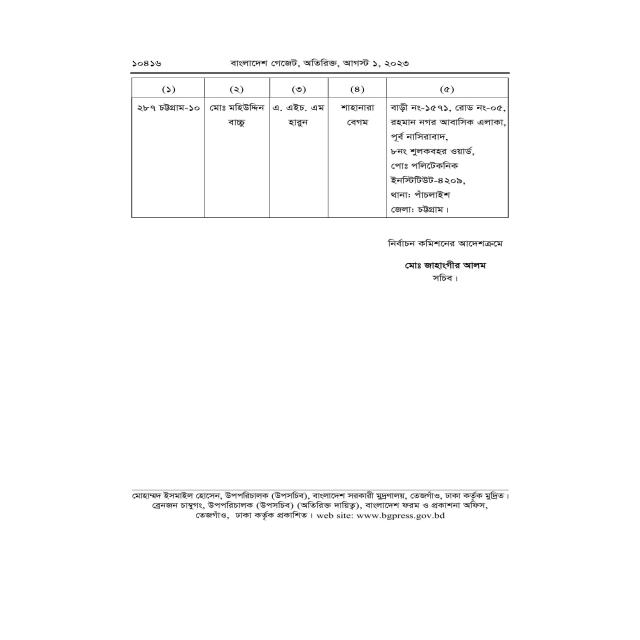 ১০৪১৬ বাংলাদেশ গেজেট, অতিরিক্ত, আগস্ট ১, ২০২৩
(১) (২) (৩) (৪) (৫)
২৮৭ চট্টগ্রাম-১০ মোঃ মহিউদ্দিন এ. এইচ. এম শাহানারা বাড়ী নং-১৫৭১, রোড নং-০৫,
বাচ্চু হারুন বেগম রহমান নগর আবাসিক এলাকা,
পূর্ব নাসিরাবাদ,
৮নং শুলকবহর ওয়ার্ড,
পোঃ পলিটেকনিক
ইনস্টিটিউট-৪২০৯,
থানা: পাঁচলাইশ
জেলা: চট্টগ্রাম।
নির্বাচন কমিশনের আদেশক্রমে
মোঃ জাহাংগীর আলম
সচিব।
মোহাম্মদ ইসমাইল হোসেন, উপপরিচালক (উপসচিব), বাংলাদেশ সরকারী মুদ্রণালয়, তেজগাঁও, ঢাকা কর্তৃক মুদ্রিত।
ব্রেনজন চাম্বুগং, উপপরিচালক (উপসচিব) (অতিরিক্ত দায়িত্ব), বাংলাদেশ ফরম ও প্রকাশনা অফিস,
তেজগাঁও, ঢাকা কর্তৃক প্রকাশিত। web site: www.bgpress.gov.bd